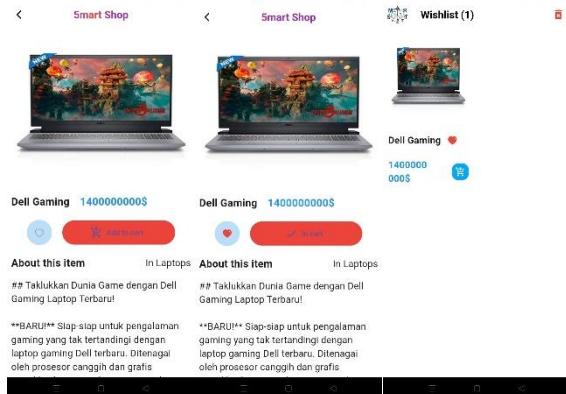 5mart Shop
NEW
Dell Gaming 1400000000$
Add to cart
About this item In Laptops
## Taklukkan Dunia Game dengan Dell
Gaming Laptop Terbaru!
**BARU!** Siap-siap untuk pengalaman
gaming yang tak tertandingi dengan
laptop gaming Dell terbaru. Ditenagai
oleh prosesor canggih dan grafis
5mart Shop
NEW
Dell Gaming 1400000000$
In cart
About this item In Laptops
## Taklukkan Dunia Game dengan Dell
Gaming Laptop Terbaru!
**BARU!** Siap-siap untuk pengalaman
gaming yang tak tertandingi dengan
laptop gaming Dell terbaru. Ditenagai
oleh prosesor canggih dan grafis
Wishlist (1)
Dell Gaming
1400000
000$